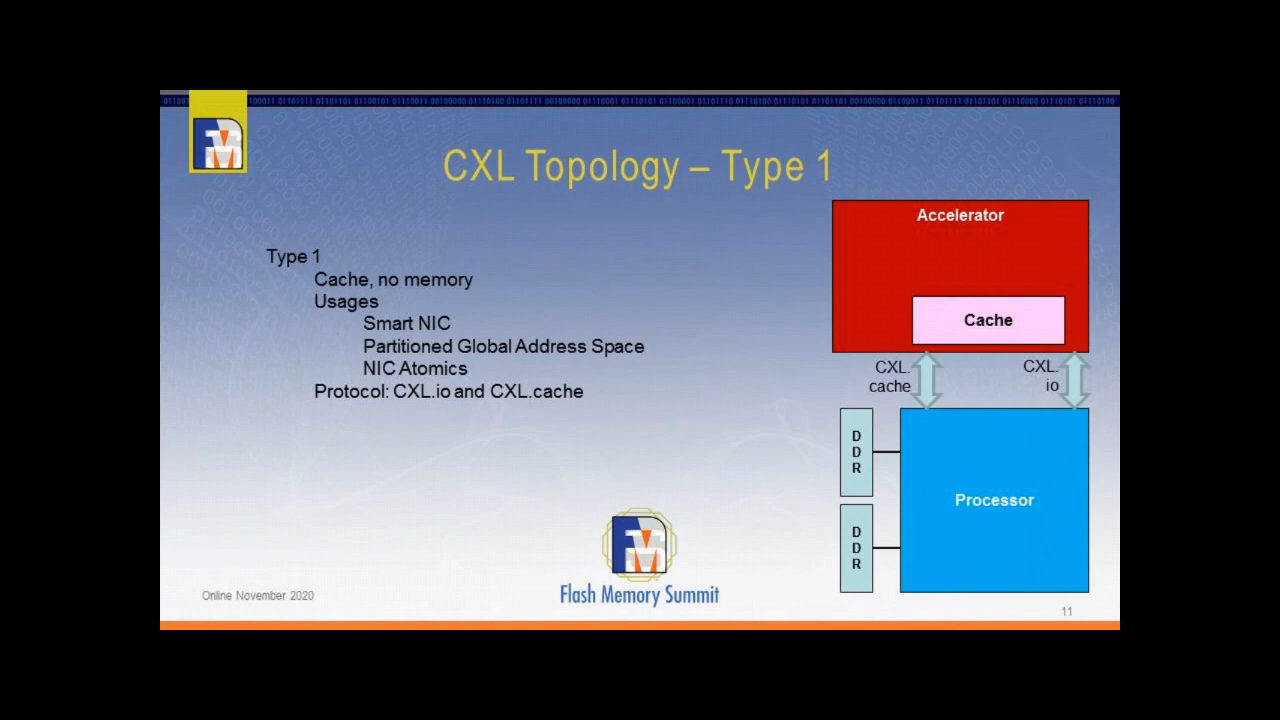 CXL Topology – Type 1
Type 1
Cache, no memory
Usages
Smart NIC
Partitioned Global Address Space
NIC Atomics
Protocol: CXL.io and CXL.cache
Accelerator
Cache
CXL.
cache
CXL.
io
D
D
R
D
D
R
Processor
Flash Memory Summit
Online November 2020
11